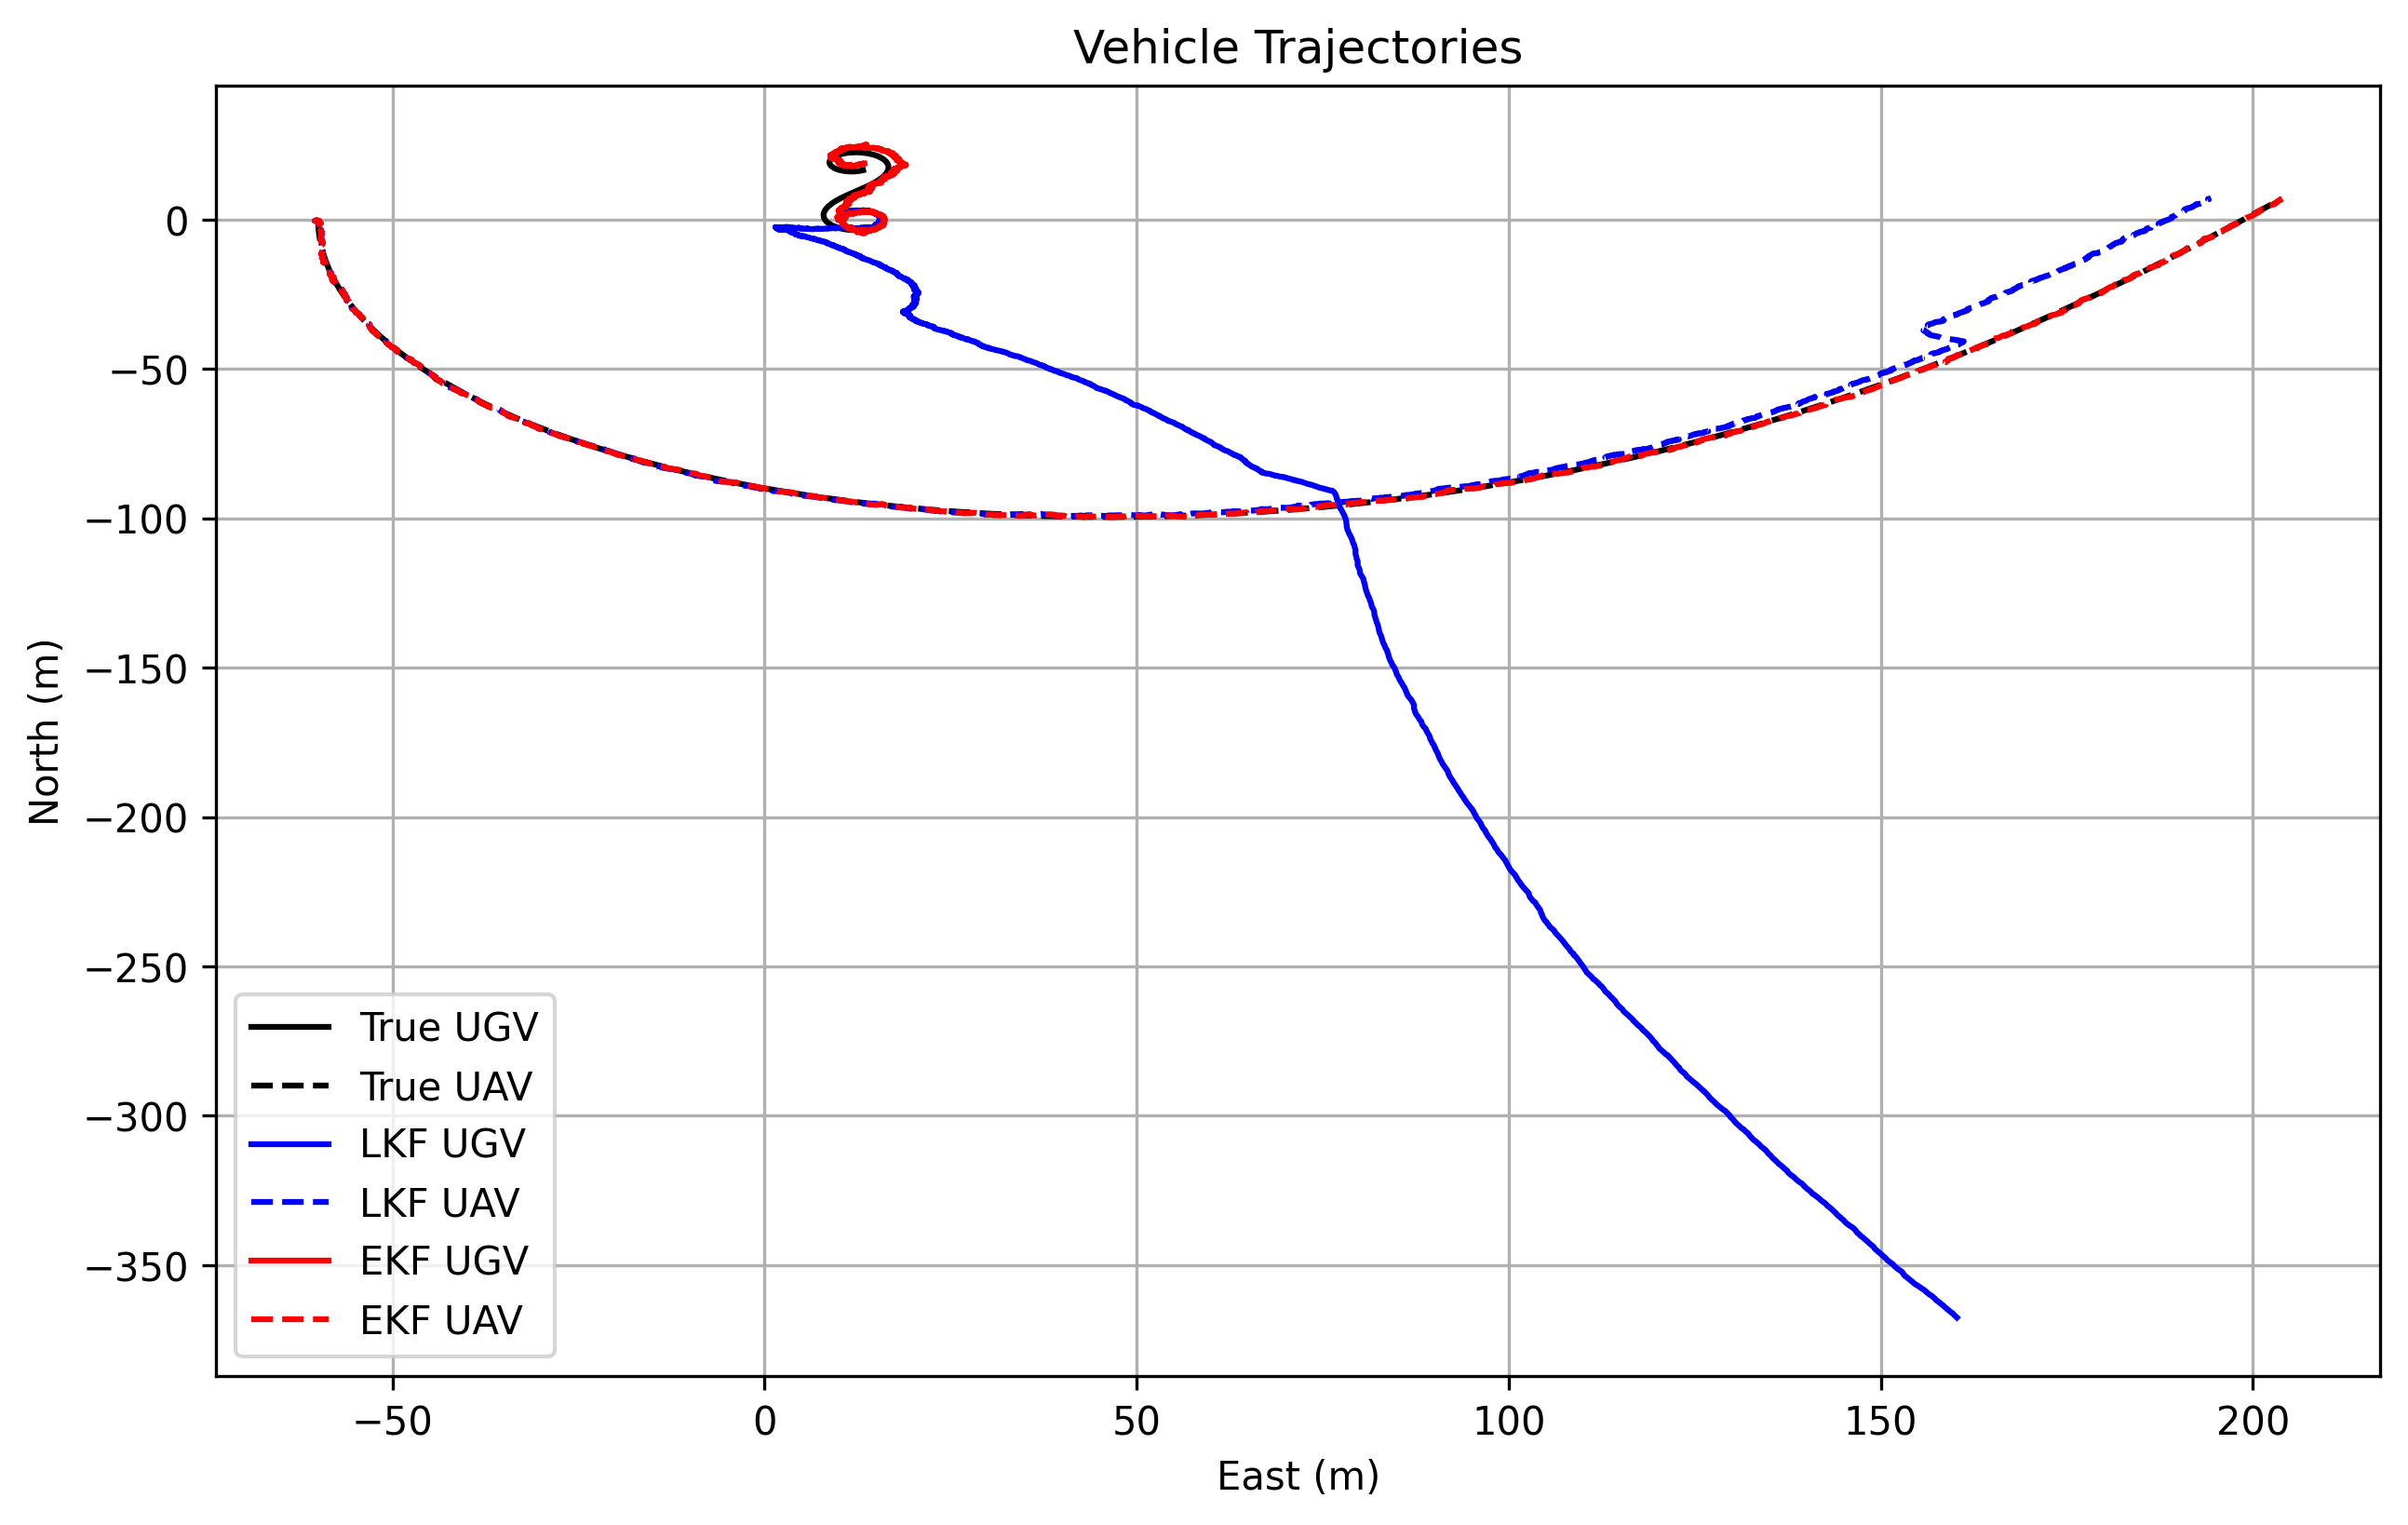 Vehicle Trajectories
0
−50
−100
−150
−200
−250
−300
−350
North (m)
True UGV
True UAV
LKF UGV
LKF UAV
EKF UGV
EKF UAV
−50 0 50 100 150 200
East (m)